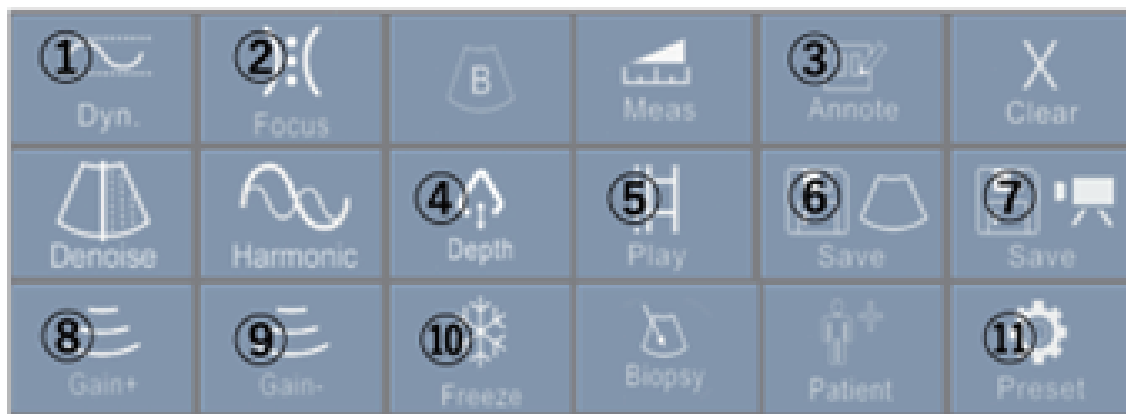 ① Dyn.
② Focus
B
Meas
③ Annote
X
Clear
Denoise
Harmonic
④ Depth
⑤ Play
⑥ Save
⑦ Save
⑧ Gain+
⑨ Gain-
⑩ Freeze
Biopsy
Patient
⑪ Preset